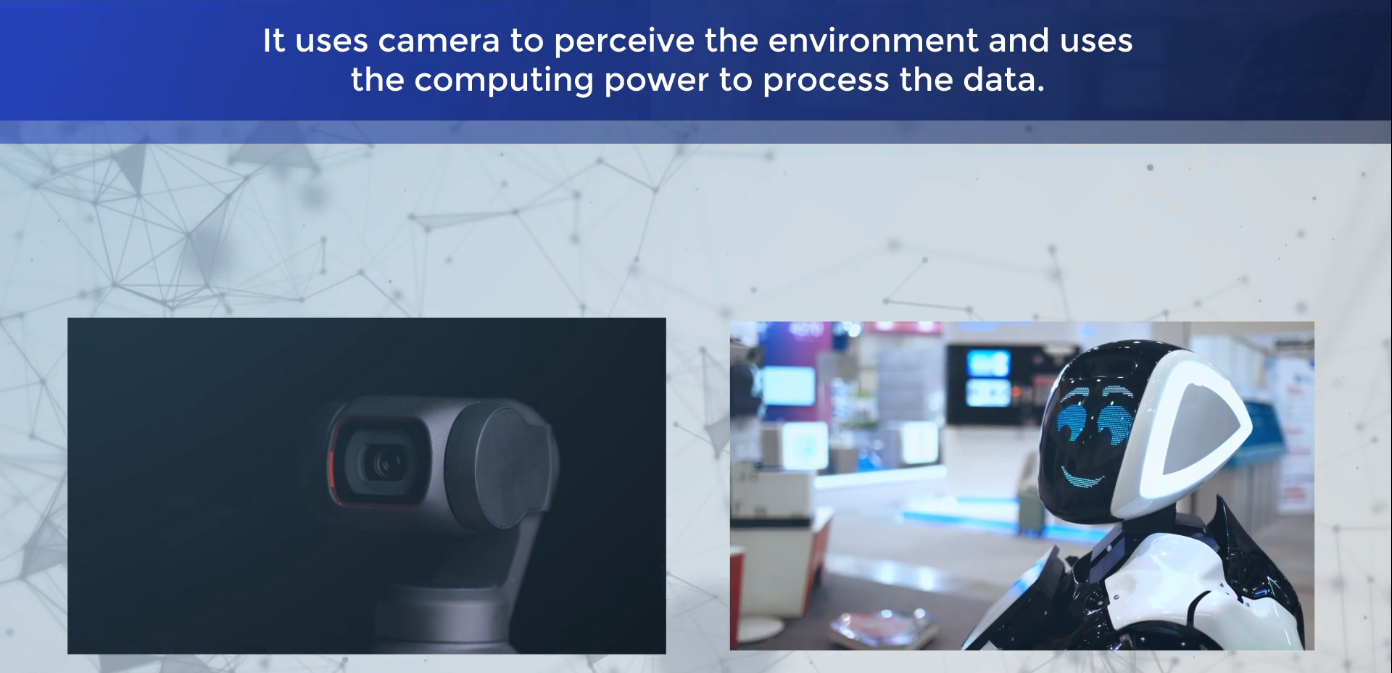 It uses camera to perceive the environment and uses
the computing power to process the data.